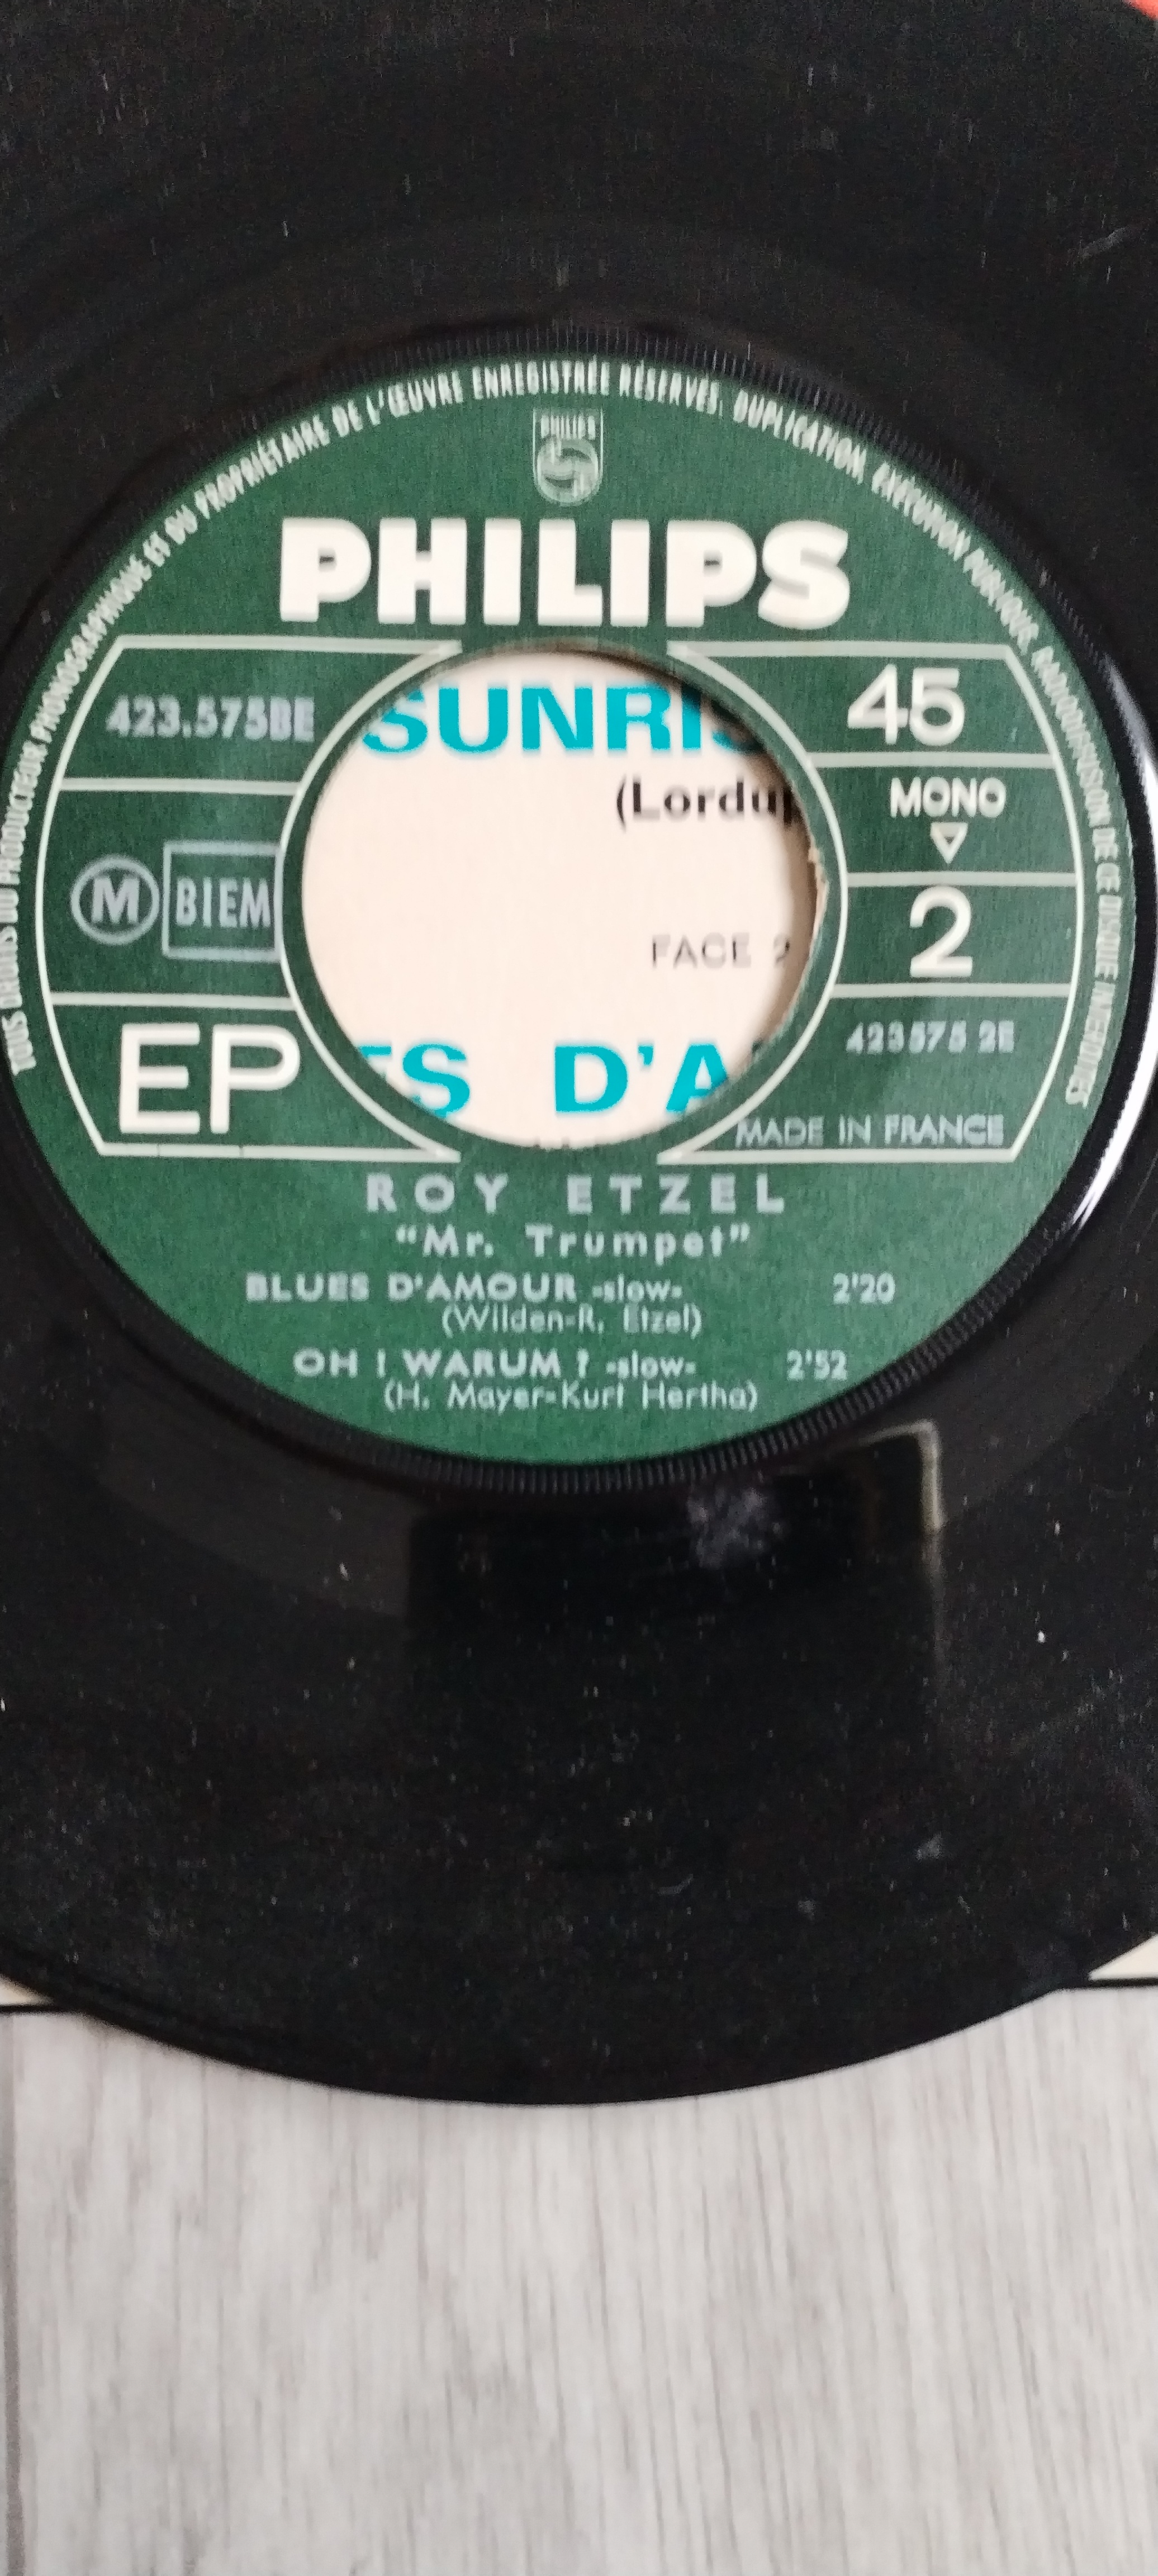 TOUS DROITS DU PRODUCTEUR PHONOGRAPHIQUE ET DU PROPRIÉTAIRE DE L'ŒUVRE ENREGISTRÉE RÉSERVÉS. DUPLICATION, EXÉCUTION PUBLIQUE, RADIODIFFUSION DE CE DISQUE INTERDITES
PHILIPS
PHILIPS
423.575BE
45
SUNRIS
(Lordu
MONO
M BIEM
2
FACE 2
423575 2E
EP
ES D'A
MADE IN FRANCE
ROY ETZEL
"Mr. Trumpet"
BLUES D'AMOUR -slow- 2'20
(Wilden-R. Etzel)
OH ! WARUM ? -slow- 2'52
(H. Mayer-Kurt Hertha)